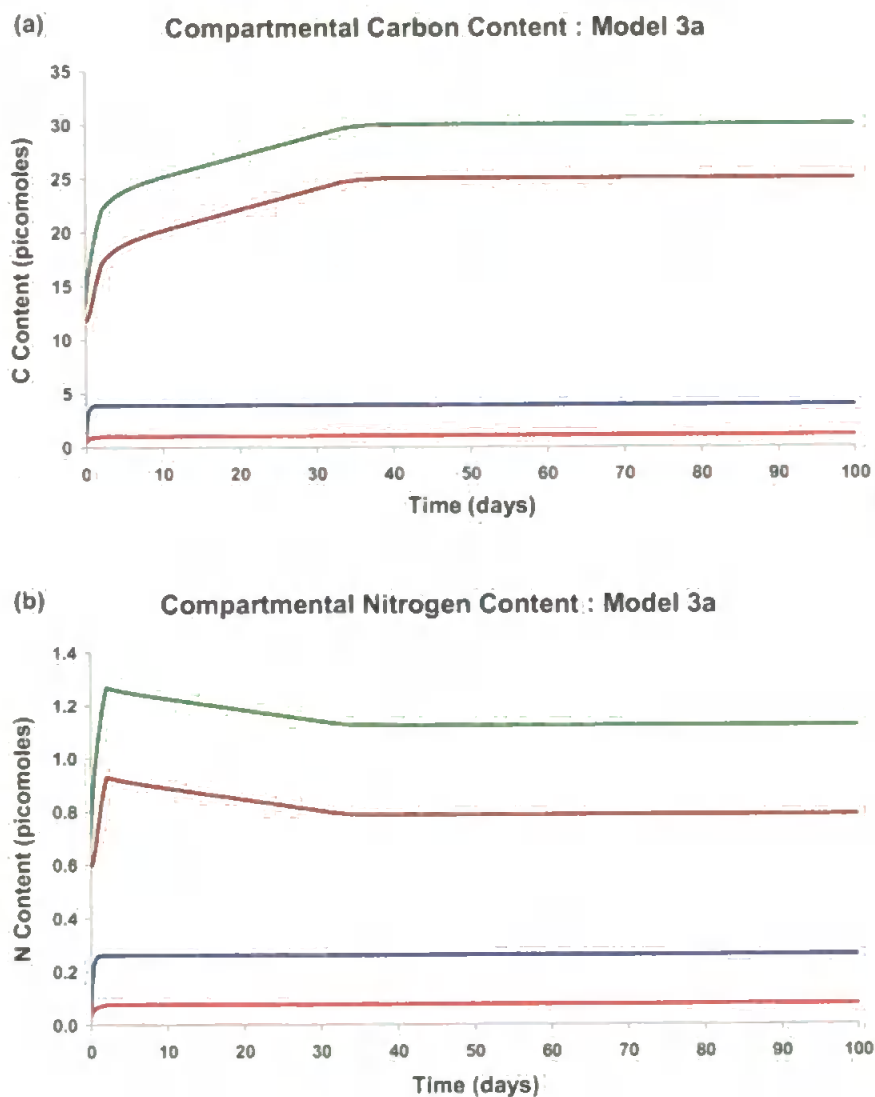 (a) Compartmental Carbon Content : Model 3a
35
30
25
20
15
10
5
0
C Content (picomoles)
0 10 20 30 40 50 60 70 80 90 100
Time (days)
(b) Compartmental Nitrogen Content : Model 3a
1.4
1.2
1.0
0.8
0.6
0.4
0.2
0.0
N Content (picomoles)
0 10 20 30 40 50 60 70 80 90 100
Time (days)